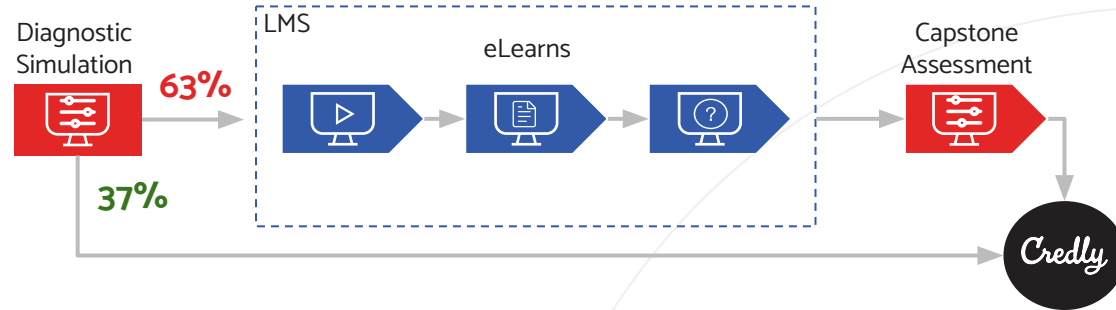 LMS
Diagnostic
Simulation
63%
37%
eLearns
?
Capstone
Assessment
Credly